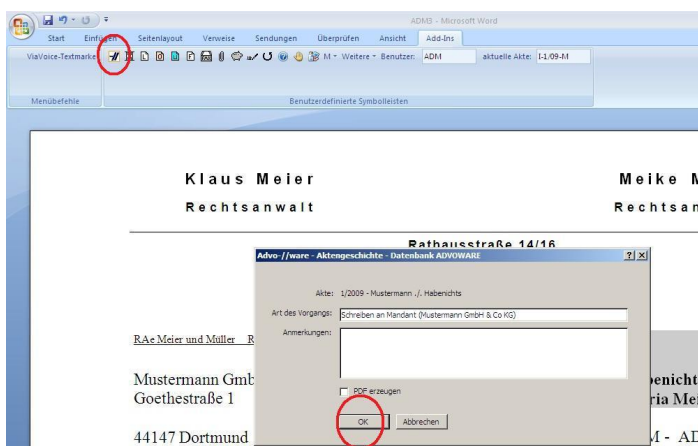 ADM3 - Microsoft Word
Start Einfügen Seitenlayout Verweise Sendungen Überprüfen Ansicht Add-Ins
ViaVoice-Textmarke M Weitere Benutzer: ADM aktuelle Akte: I-1/09-M
Menübefehle Benutzerdefinierte Symbolleisten
Klaus Meier Meike M
Rechtsanwalt Rechtsan
Rathausstraße 14/16
Advo-//ware - Aktengeschichte - Datenbank ADVOWARE
Akte: 1/2009 - Mustermann ./. Habenichts
Art des Vorgangs: Schreiben an Mandant (Mustermann GmbH & Co KG)
Anmerkungen:
RAe Meier und Müller R
Mustermann Gmb enicht
PDF erzeugen
Goethestraße 1 ria Mei
OK Abbrechen
44147 Dortmund M - AD